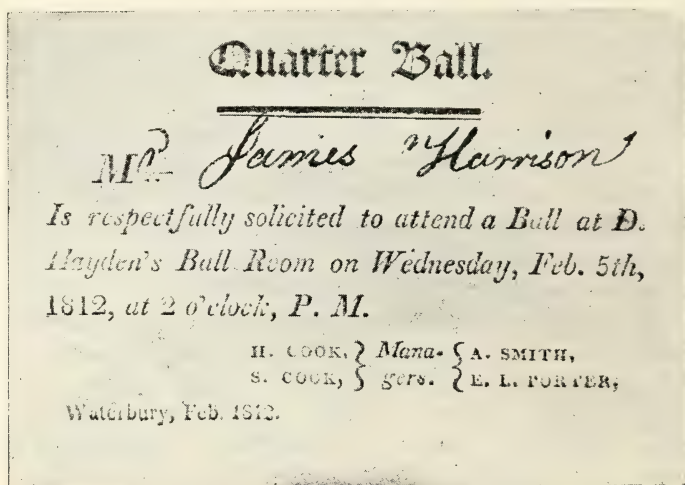 Quarter Ball.
Mr. James Harrison
Is respectfully solicited to attend a Ball at D.
Hayden's Ball Room on Wednesday, Feb. 5th,
1812, at 2 o'clock, P. M.
H. COOK, } Mana- { A. SMITH,
S. COOK, } gers. { E. L. PORTER,
Waterbury, Feb. 1812.